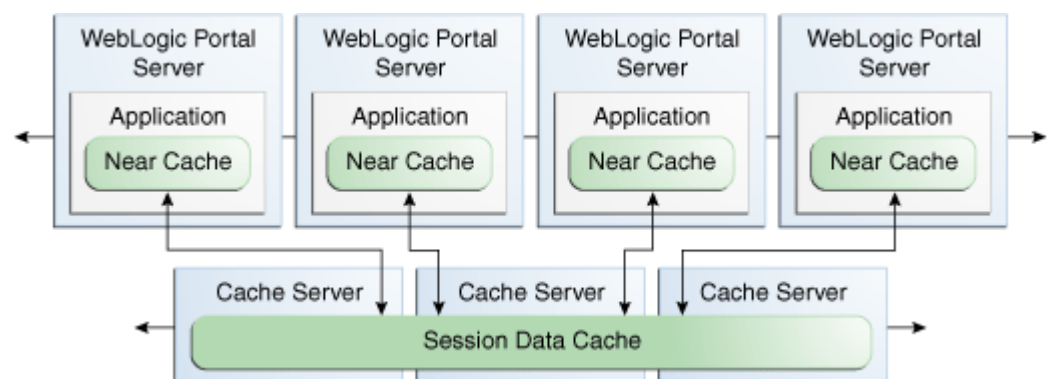 WebLogic Portal
Server
Application
Near Cache
WebLogic Portal
Server
Application
Near Cache
WebLogic Portal
Server
Application
Near Cache
WebLogic Portal
Server
Application
Near Cache
Cache Server
Cache Server
Cache Server
Session Data Cache